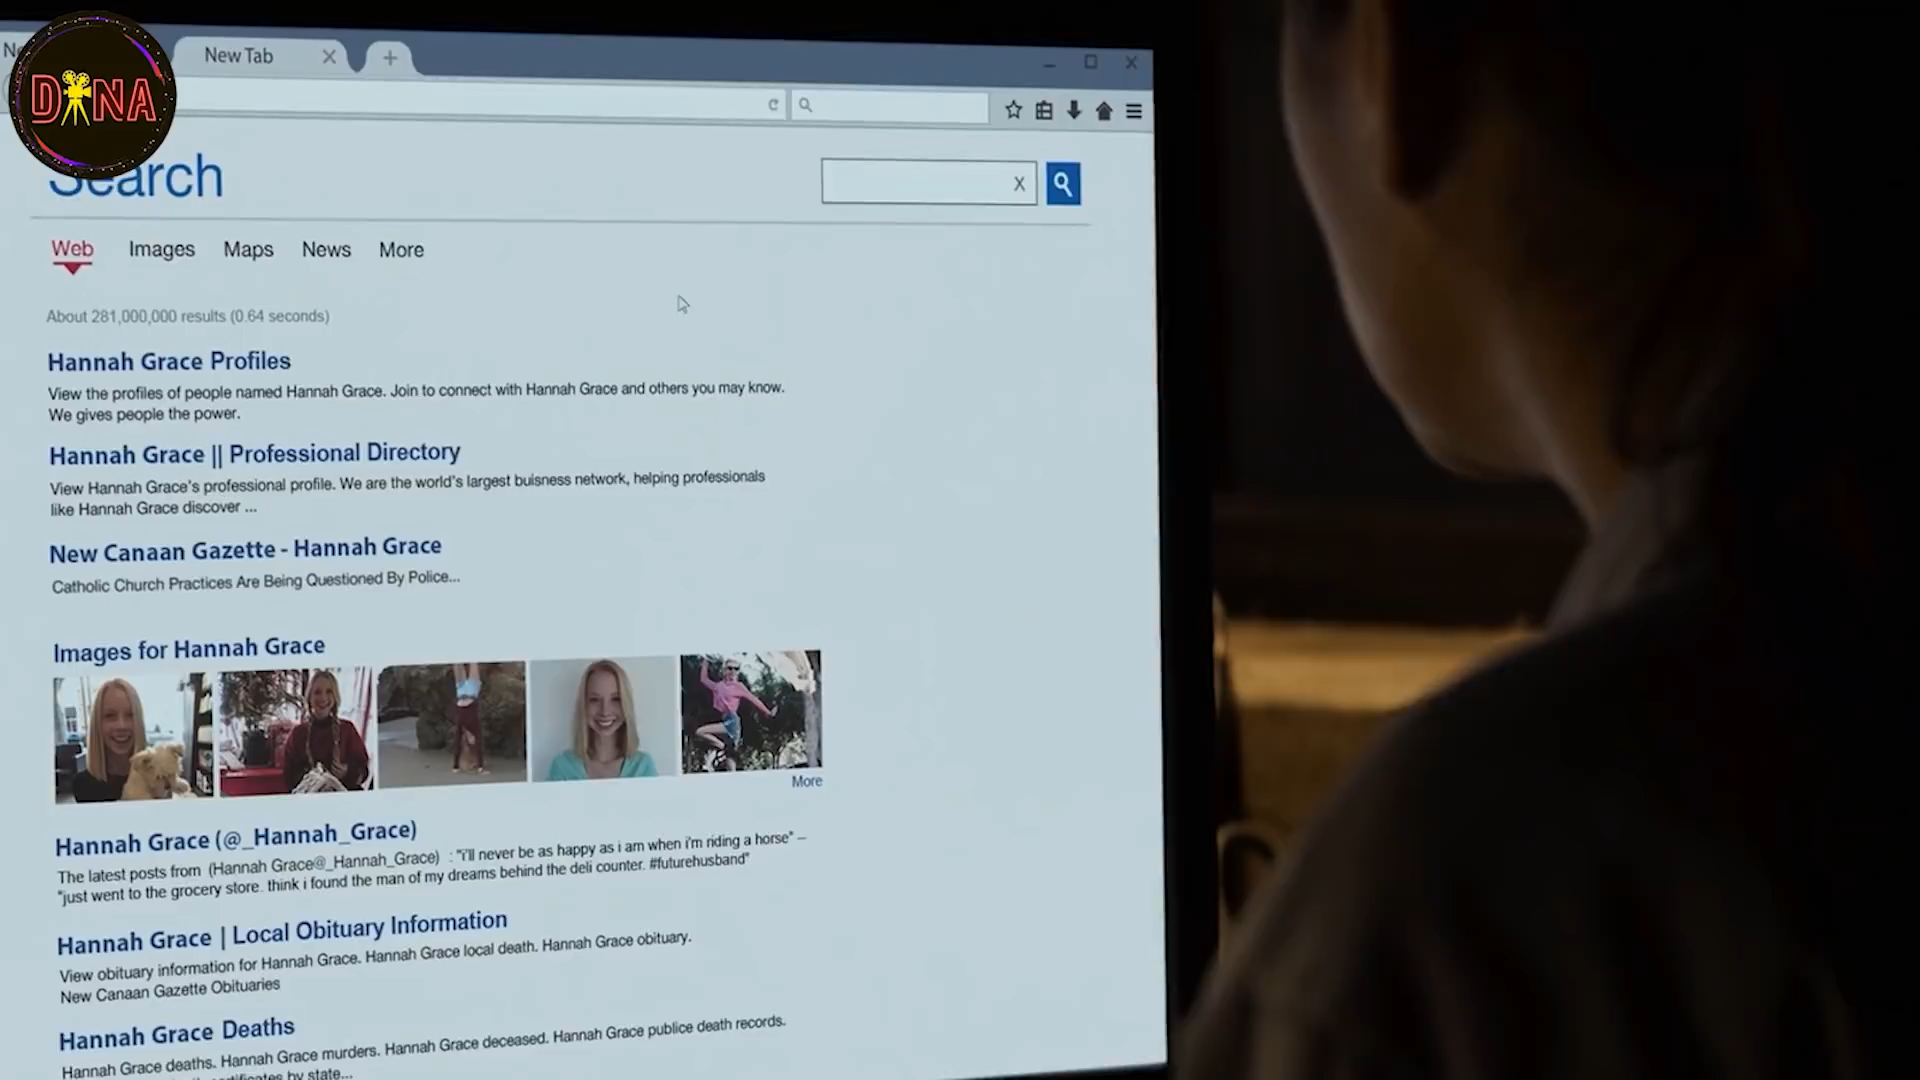 DINA
New Tab
Search
Web Images Maps News More
About 281,000,000 results (0.64 seconds)
Hannah Grace Profiles
View the profiles of people named Hannah Grace. Join to connect with Hannah Grace and others you may know.
We gives people the power.
Hannah Grace || Professional Directory
View Hannah Grace's professional profile. We are the world's largest buisness network, helping professionals
like Hannah Grace discover ...
New Canaan Gazette - Hannah Grace
Catholic Church Practices Are Being Questioned By Police...
Images for Hannah Grace
More
Hannah Grace (@_Hannah_Grace)
The latest posts from (Hannah Grace@_Hannah_Grace) : "i'll never be as happy as i am when i'm riding a horse" –
"just went to the grocery store. think i found the man of my dreams behind the deli counter. #futurehusband"
Hannah Grace | Local Obituary Information
View obituary information for Hannah Grace. Hannah Grace local death. Hannah Grace obituary.
New Canaan Gazette Obituaries
Hannah Grace Deaths
Hannah Grace deaths. Hannah Grace murders. Hannah Grace deceased. Hannah Grace publice death records.
by state...